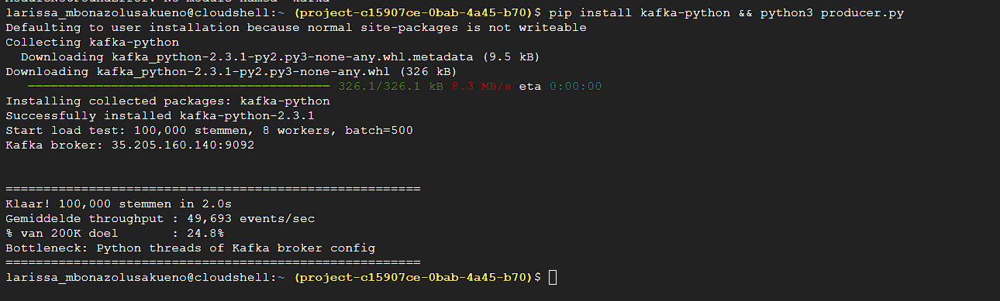 larissa_mbonazolusakueno@cloudshell:~ (project-c15907ce-0bab-4a45-b70)$ pip install kafka-python && python3 producer.py
Defaulting to user installation because normal site-packages is not writeable
Collecting kafka-python
  Downloading kafka_python-2.3.1-py2.py3-none-any.whl.metadata (9.5 kB)
Downloading kafka_python-2.3.1-py2.py3-none-any.whl (326 kB)
   ━━━━━━━━━━━━━━━━━━━━━━━━━━━━━━━━━━━━━━━━ 326.1/326.1 kB 8.3 MB/s eta 0:00:00
Installing collected packages: kafka-python
Successfully installed kafka-python-2.3.1
Start load test: 100,000 stemmen, 8 workers, batch=500
Kafka broker: 35.205.160.140:9092
=======================================================
Klaar! 100,000 stemmen in 2.0s
Gemiddelde throughput : 49,693 events/sec
% van 200K doel       : 24.8%
Bottleneck: Python threads of Kafka broker config
=======================================================
larissa_mbonazolusakueno@cloudshell:~ (project-c15907ce-0bab-4a45-b70)$